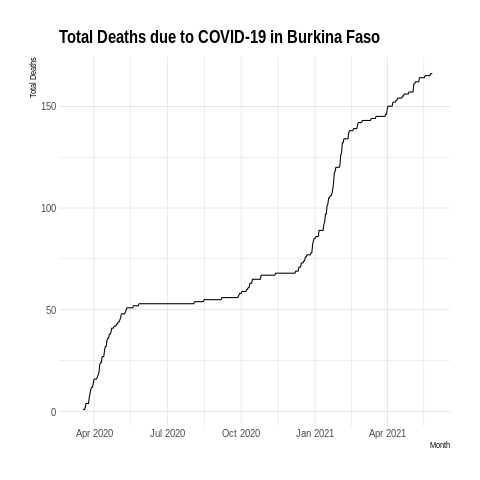 Total Deaths due to COVID-19 in Burkina Faso
Total Deaths
150
100
50
0
Apr 2020 Jul 2020 Oct 2020 Jan 2021 Apr 2021
Month